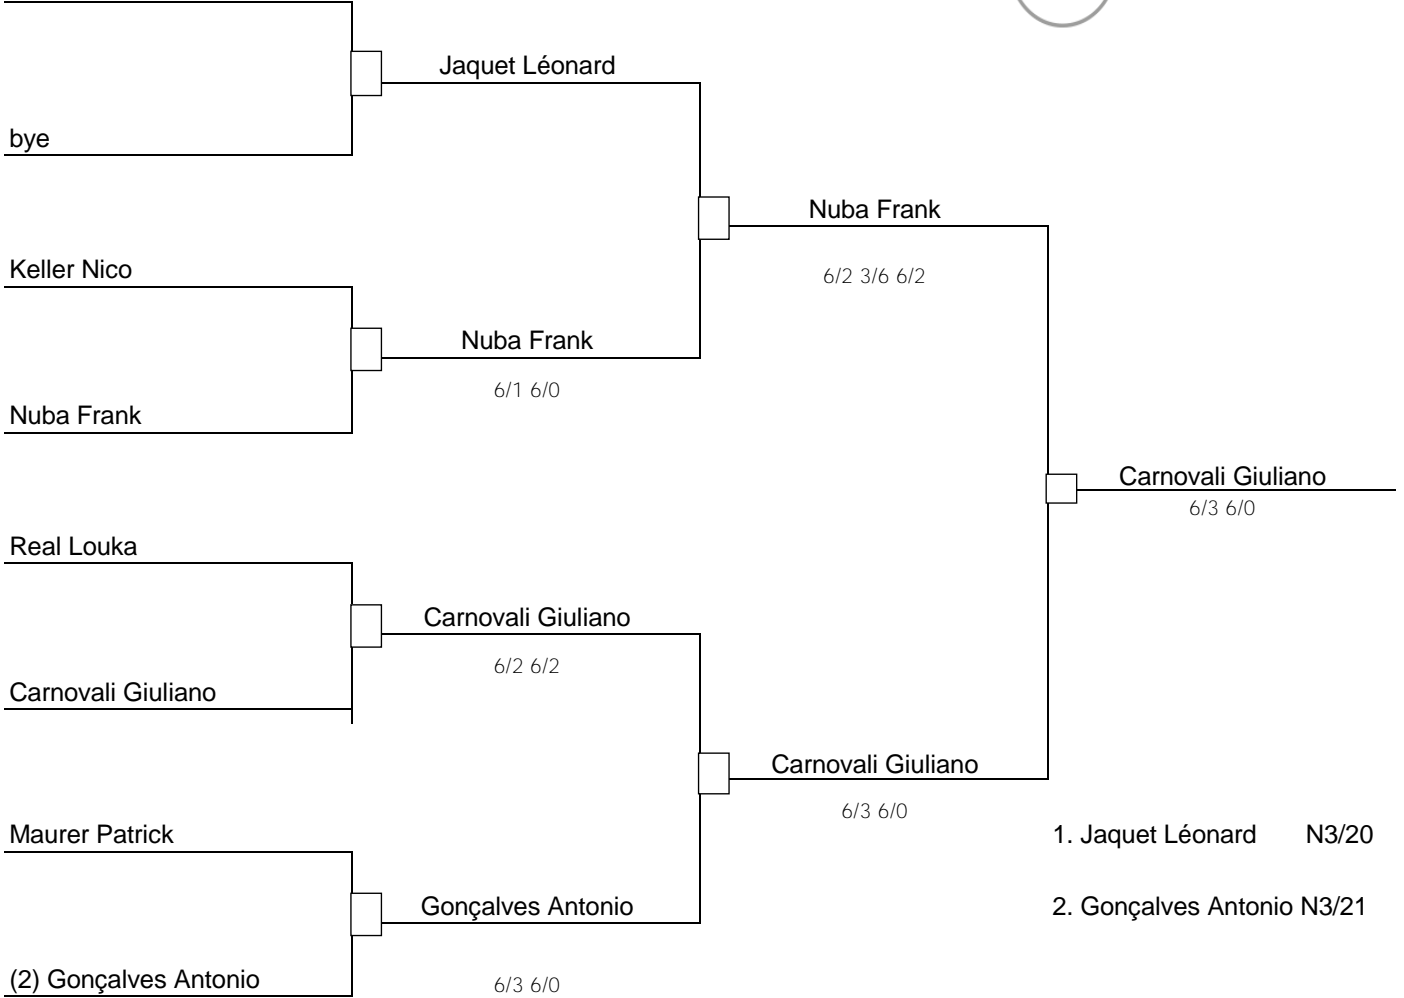 Jaquet Léonard
bye
Nuba Frank
Keller Nico
6/2 3/6 6/2
Nuba Frank
6/1 6/0
Nuba Frank
Carnovali Giuliano
6/3 6/0
Real Louka
Carnovali Giuliano
6/2 6/2
Carnovali Giuliano
Carnovali Giuliano
6/3 6/0
Maurer Patrick
1. Jaquet Léonard N3/20
Gonçalves Antonio
2. Gonçalves Antonio N3/21
(2) Gonçalves Antonio
6/3 6/0